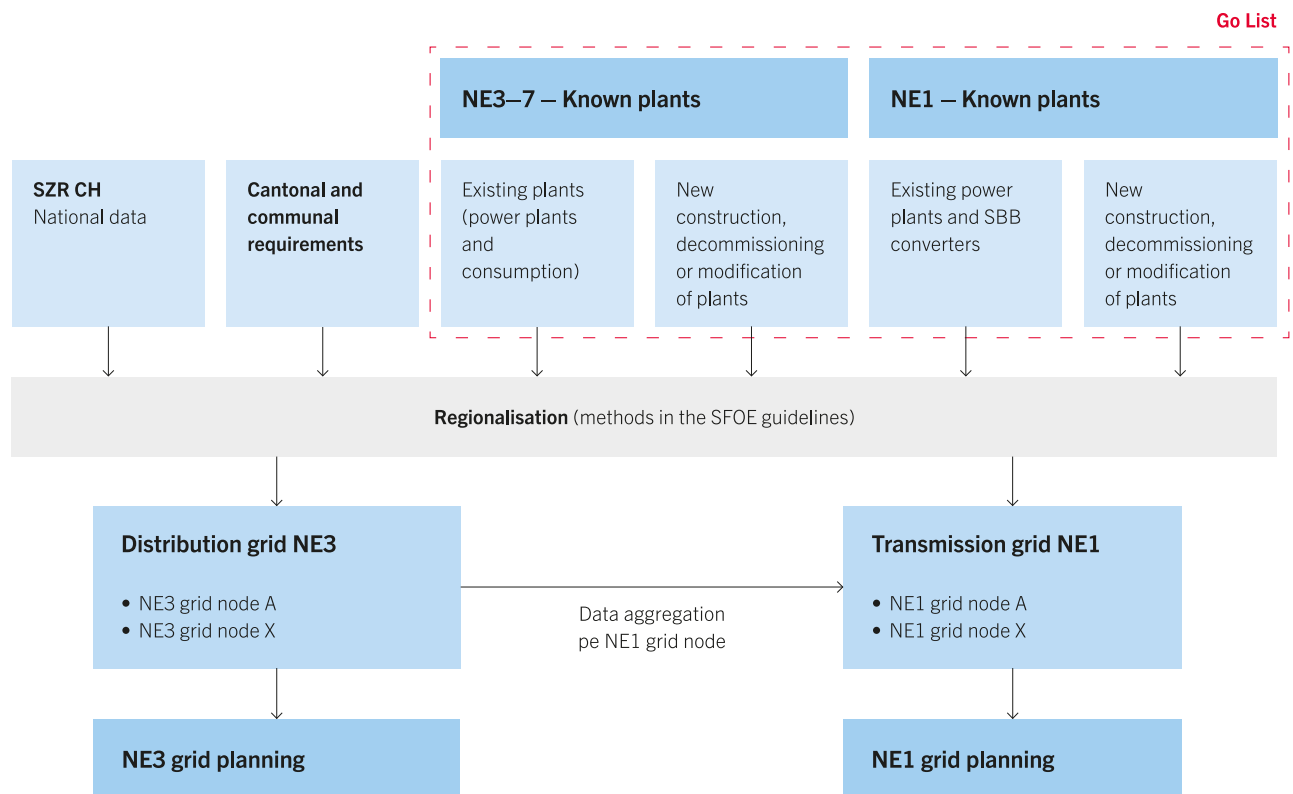 Go List
NE3–7 – Known plants
NE1 – Known plants
SZR CH
National data
Cantonal and
communal
requirements
Existing plants
(power plants
and
consumption)
New
construction,
decommissioning
or modification
of plants
Existing power
plants and SBB
converters
New
construction,
decommissioning
or modification
of plants
Regionalisation (methods in the SFOE guidelines)
Distribution grid NE3
• NE3 grid node A
• NE3 grid node X
Data aggregation
pe NE1 grid node
Transmission grid NE1
• NE1 grid node A
• NE1 grid node X
NE3 grid planning
NE1 grid planning